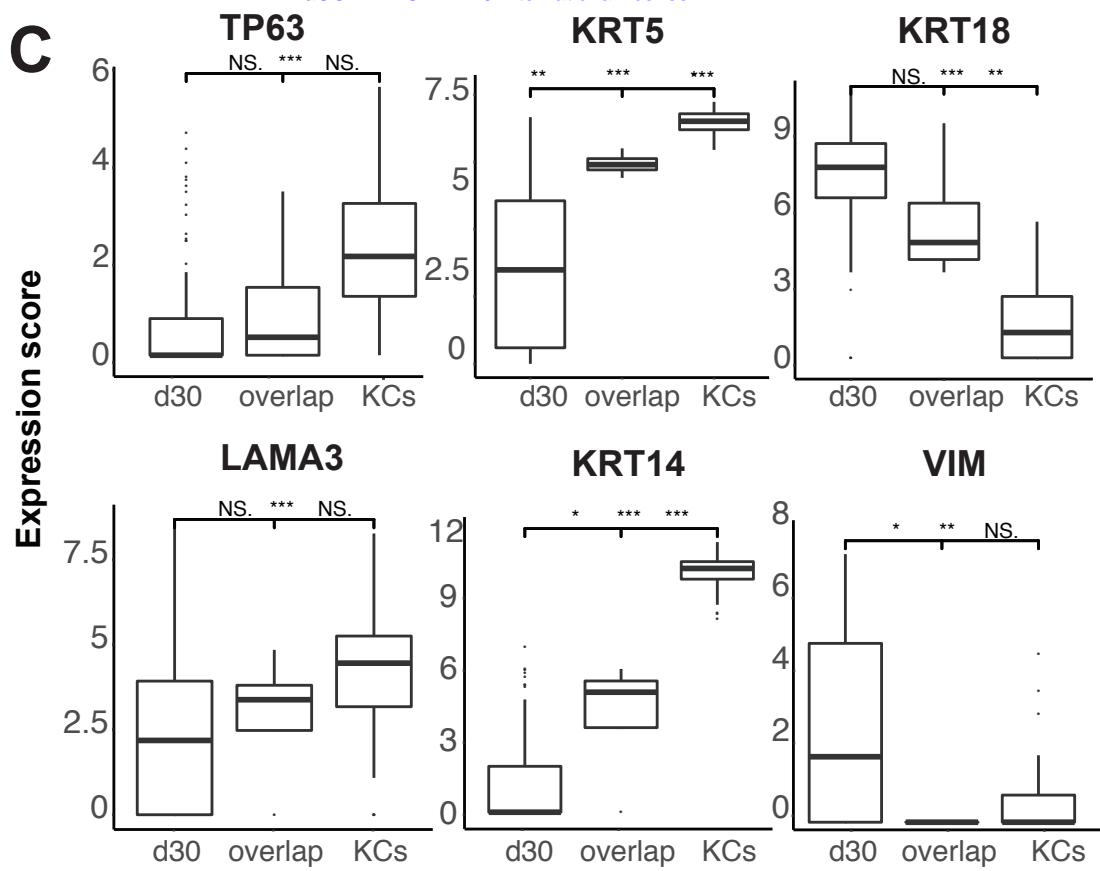 C
TP63
KRT5
KRT18
Expression score
NS. *** NS.
6
4
2
0
d30 overlap KCs
** *** ***
7.5
5
2.5
0
d30 overlap KCs
NS. *** **
9
6
3
0
d30 overlap KCs
LAMA3
KRT14
VIM
NS. *** NS.
7.5
5
2.5
0
d30 overlap KCs
* *** ***
12
9
6
3
0
d30 overlap KCs
* ** NS.
8
6
4
2
0
d30 overlap KCs